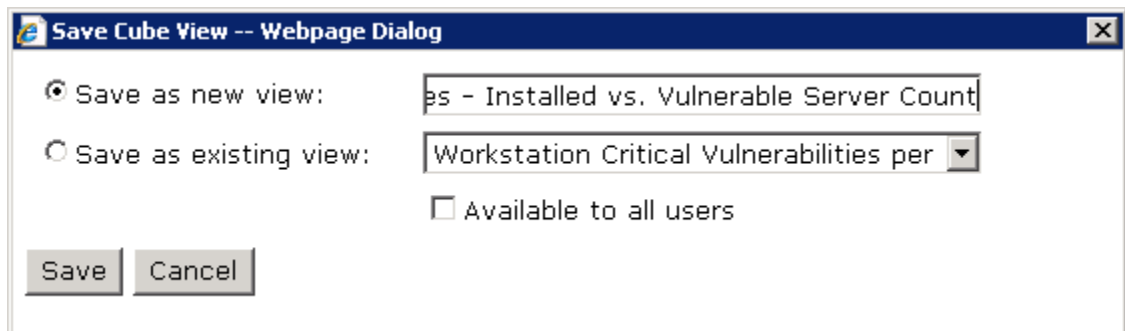 Save Cube View -- Webpage Dialog
Save as new view: es - Installed vs. Vulnerable Server Count
Save as existing view: Workstation Critical Vulnerabilities per
Available to all users
Save Cancel